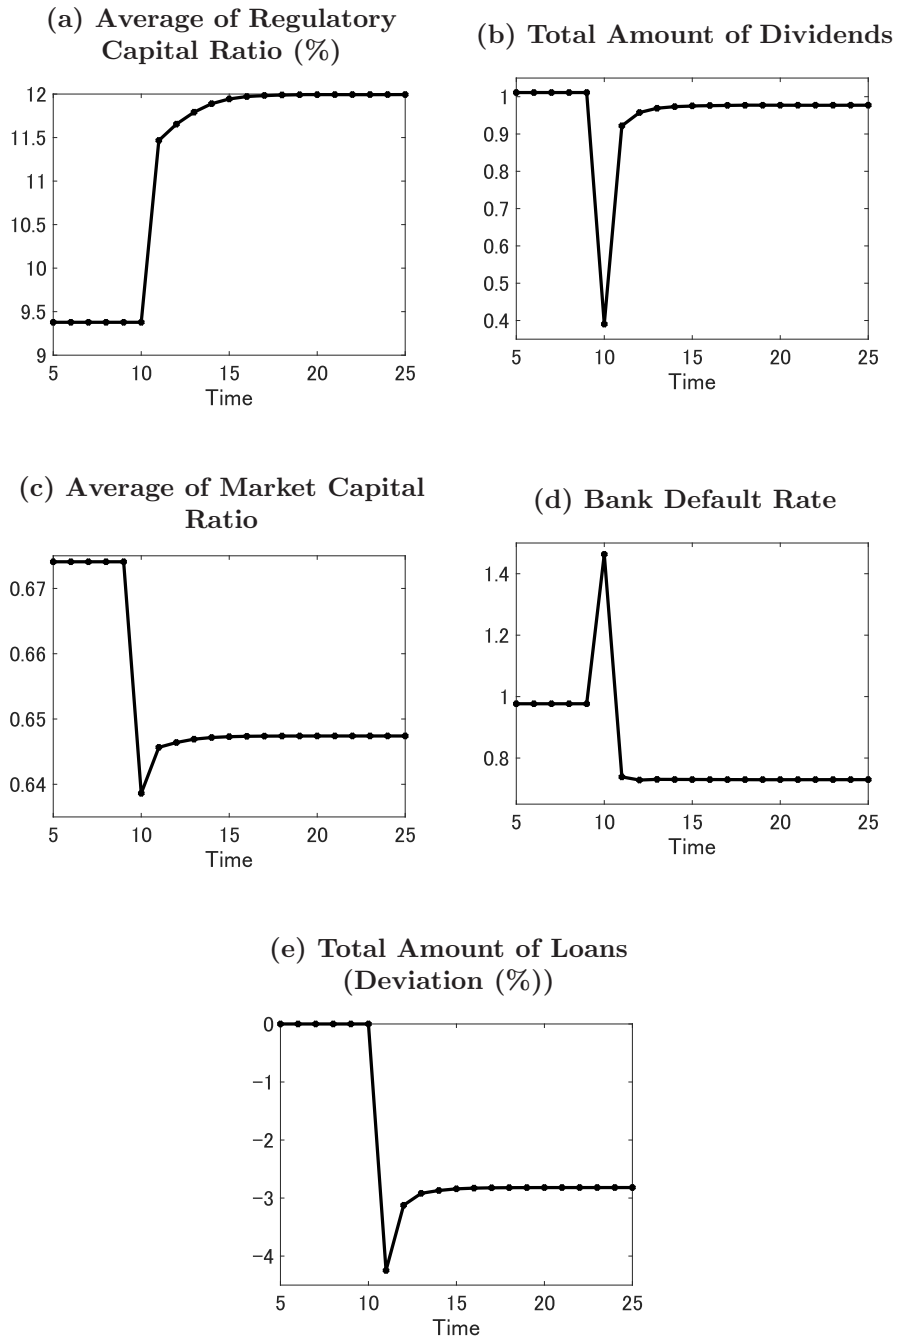 (a) Average of Regulatory
Capital Ratio (%)
12
11.5
11
10.5
10
9.5
9
5 10 15 20 25
Time
(b) Total Amount of Dividends
1
0.9
0.8
0.7
0.6
0.5
0.4
5 10 15 20 25
Time
(c) Average of Market Capital
Ratio
0.67
0.66
0.65
0.64
5 10 15 20 25
Time
(d) Bank Default Rate
1.4
1.2
1
0.8
5 10 15 20 25
Time
(e) Total Amount of Loans
(Deviation (%))
0
−1
−2
−3
−4
5 10 15 20 25
Time